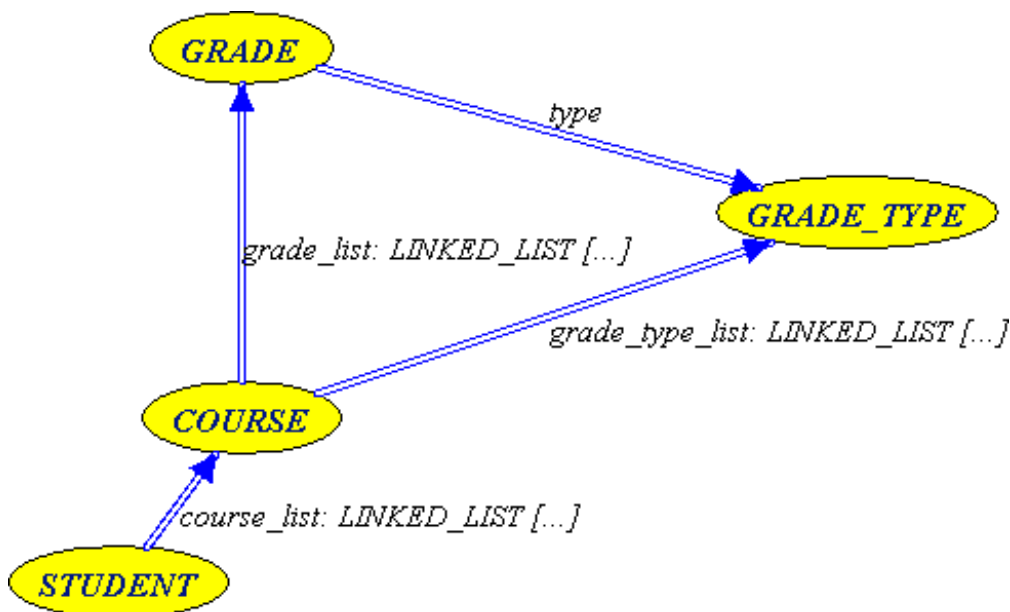 GRADE
type
GRADE_TYPE
grade_list: LINKED_LIST [...]
grade_type_list: LINKED_LIST [...]
COURSE
course_list: LINKED_LIST [...]
STUDENT